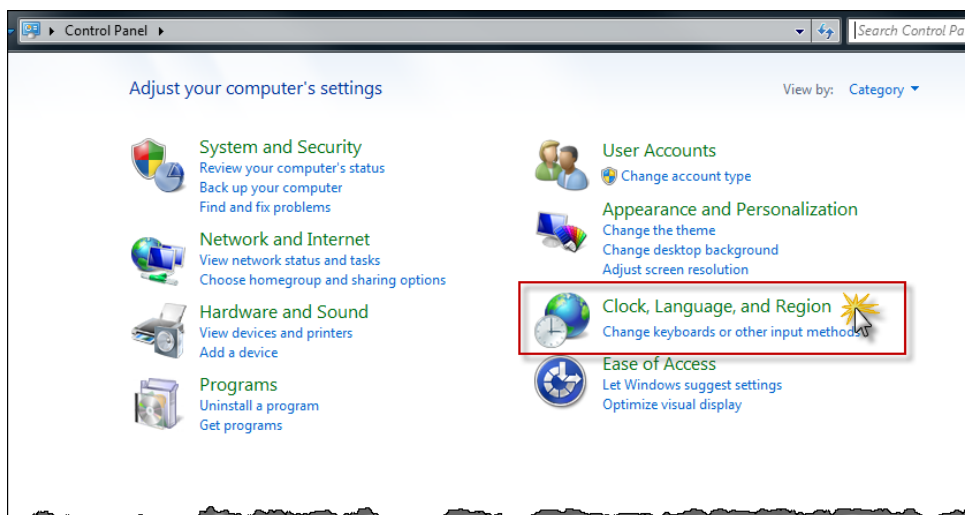 Control Panel
Search Control Pa
Adjust your computer's settings
View by: Category
System and Security
Review your computer's status
Back up your computer
Find and fix problems
Network and Internet
View network status and tasks
Choose homegroup and sharing options
Hardware and Sound
View devices and printers
Add a device
Programs
Uninstall a program
Get programs
User Accounts
Change account type
Appearance and Personalization
Change the theme
Change desktop background
Adjust screen resolution
Clock, Language, and Region
Change keyboards or other input methods
Ease of Access
Let Windows suggest settings
Optimize visual display